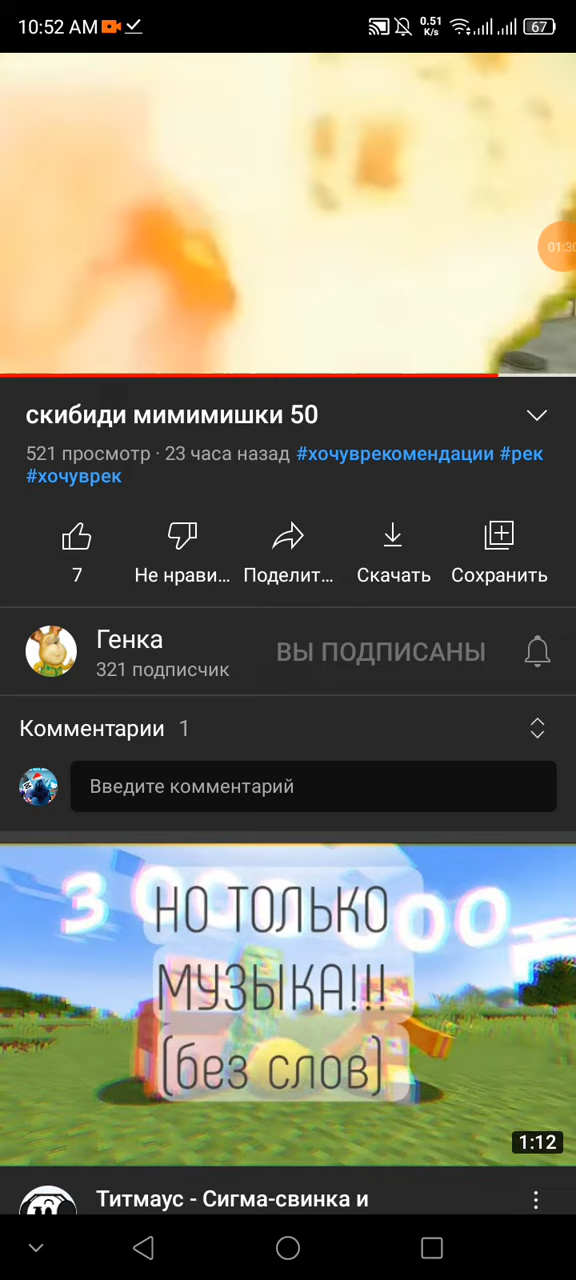 10:52 AM
0.51
K/s
67
01:30
скибиди мимимишки 50
521 просмотр · 23 часа назад #хочуврекомендации #рек
#хочуврек
7
Не нрави...
Поделит...
Скачать
Сохранить
Генка
321 подписчик
ВЫ ПОДПИСАНЫ
Комментарии 1
Введите комментарий
НО ТОЛЬКО
МУЗЫКА!!!
(без слов)
1:12
Титмаус - Сигма-свинка и